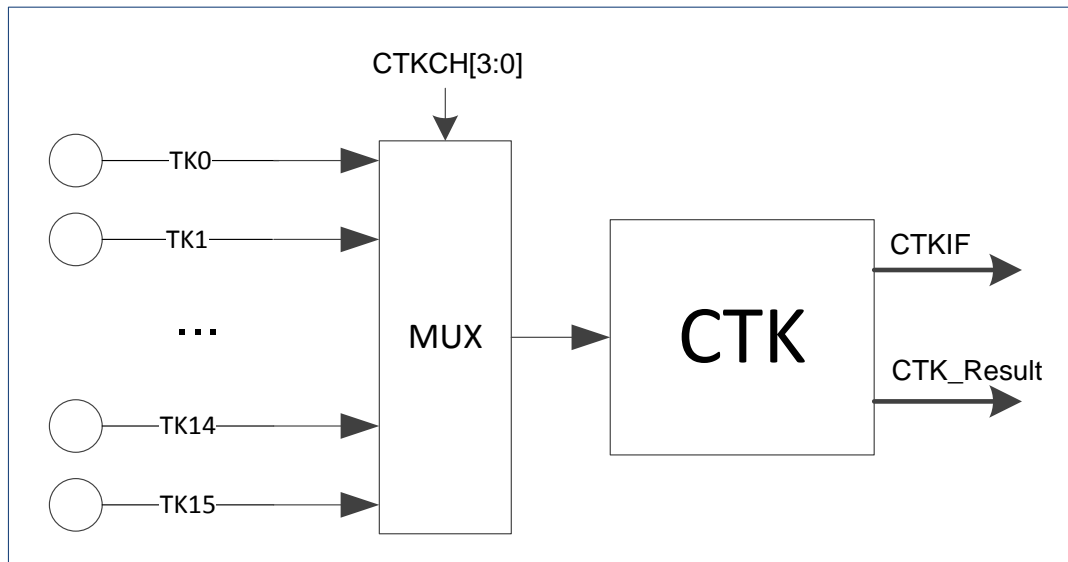 CTKCH[3:0]
TK0
TK1
...
TK14
TK15
MUX
CTK
CTKIF
CTK_Result